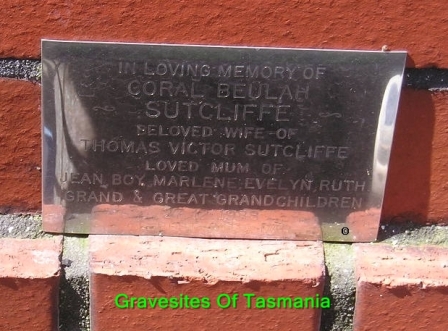 IN LOVING MEMORY OF
CORAL BEULAH
SUTCLIFFE
BELOVED WIFE OF
THOMAS VICTOR SUTCLIFFE
LOVED MUM OF
JEAN, BOY, MARLENE, EVELYN, RUTH
GRAND & GREAT GRANDCHILDREN
Gravesites Of Tasmania